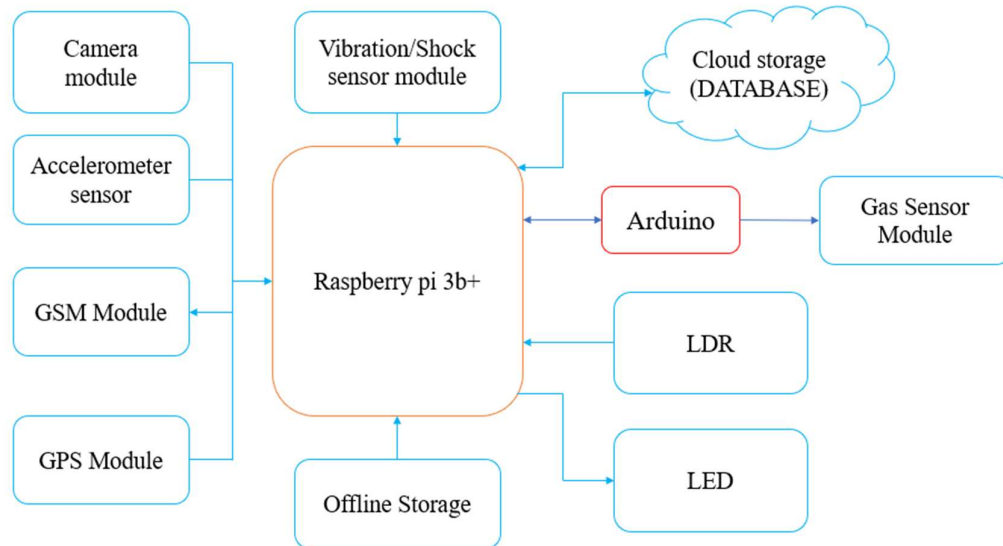 Camera
module
Vibration/Shock
sensor module
Cloud storage
(DATABASE)
Accelerometer
sensor
Arduino
Gas Sensor
Module
Raspberry pi 3b+
GSM Module
LDR
GPS Module
LED
Offline Storage